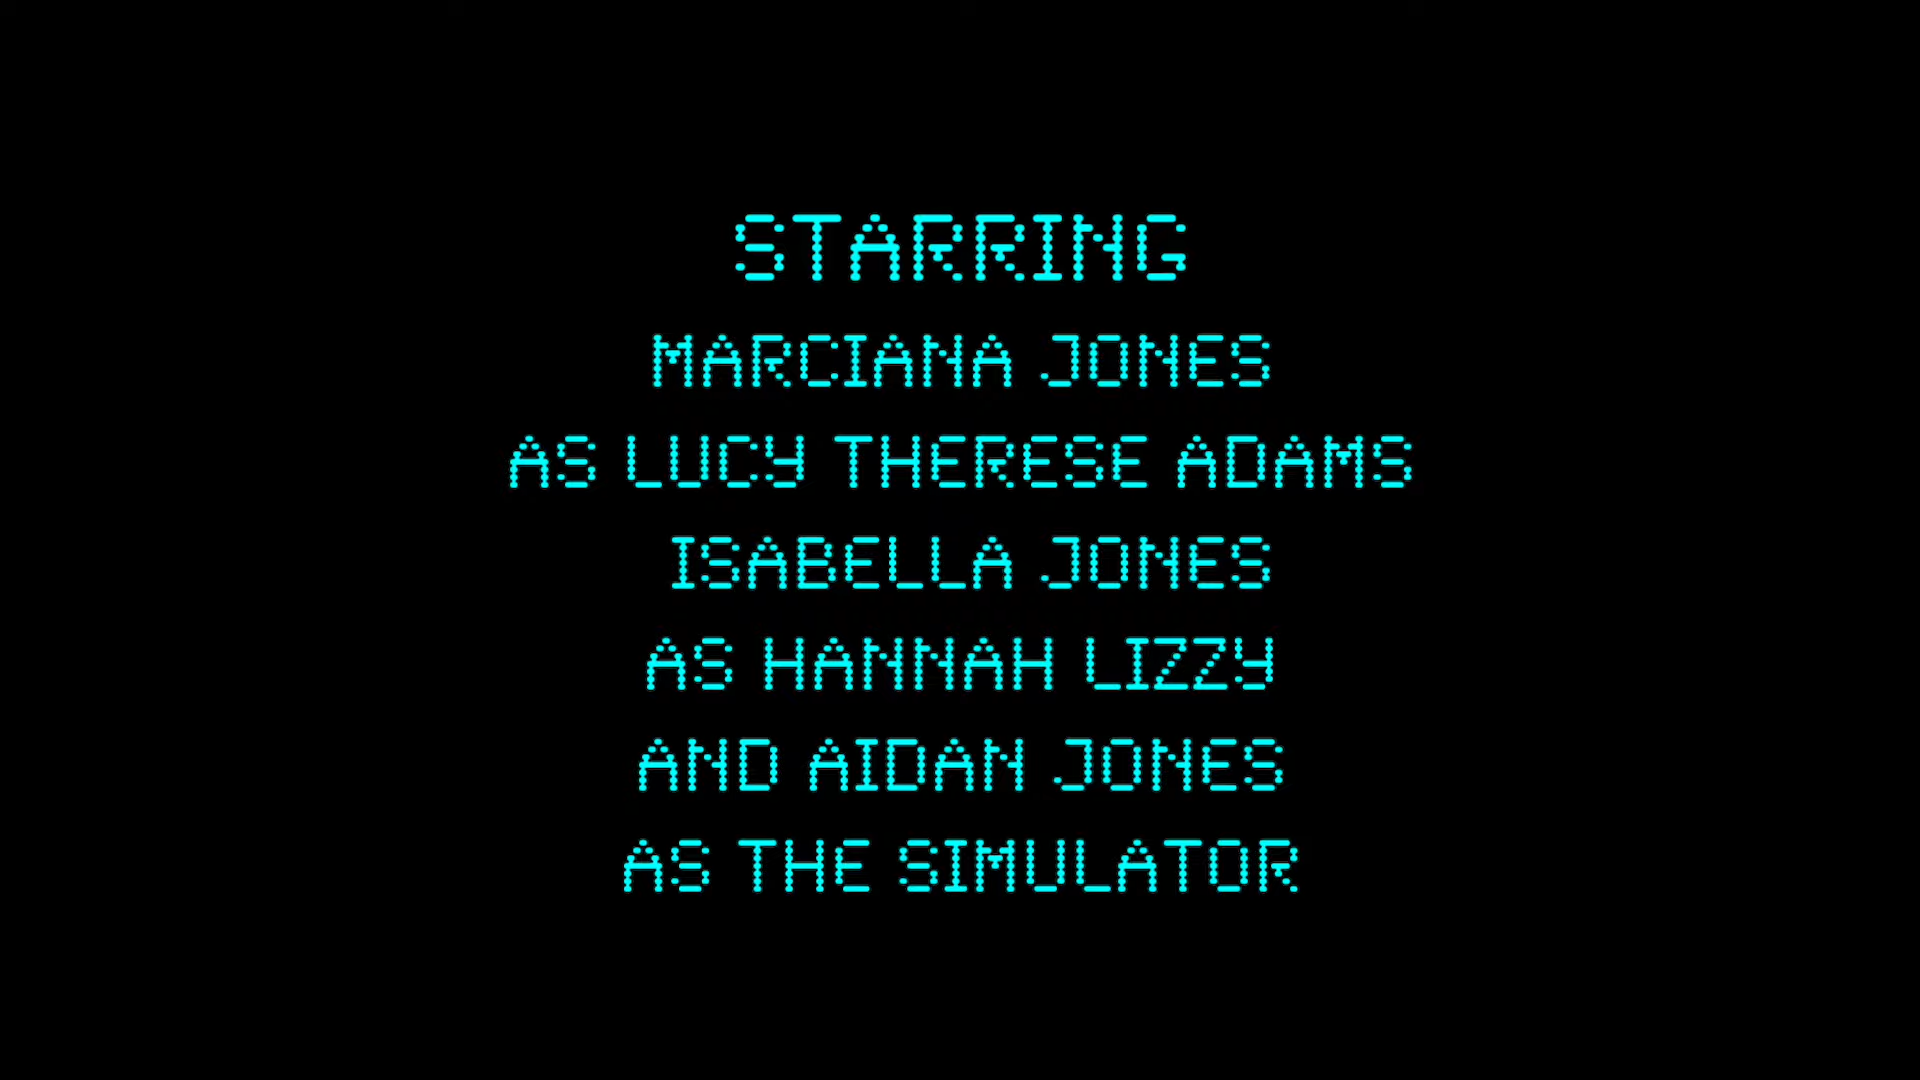 STARRING
MARCIANA JONES
AS LUCY THERESE ADAMS
ISABELLA JONES
AS HANNAH LIZZY
AND AIDAN JONES
AS THE SIMULATOR